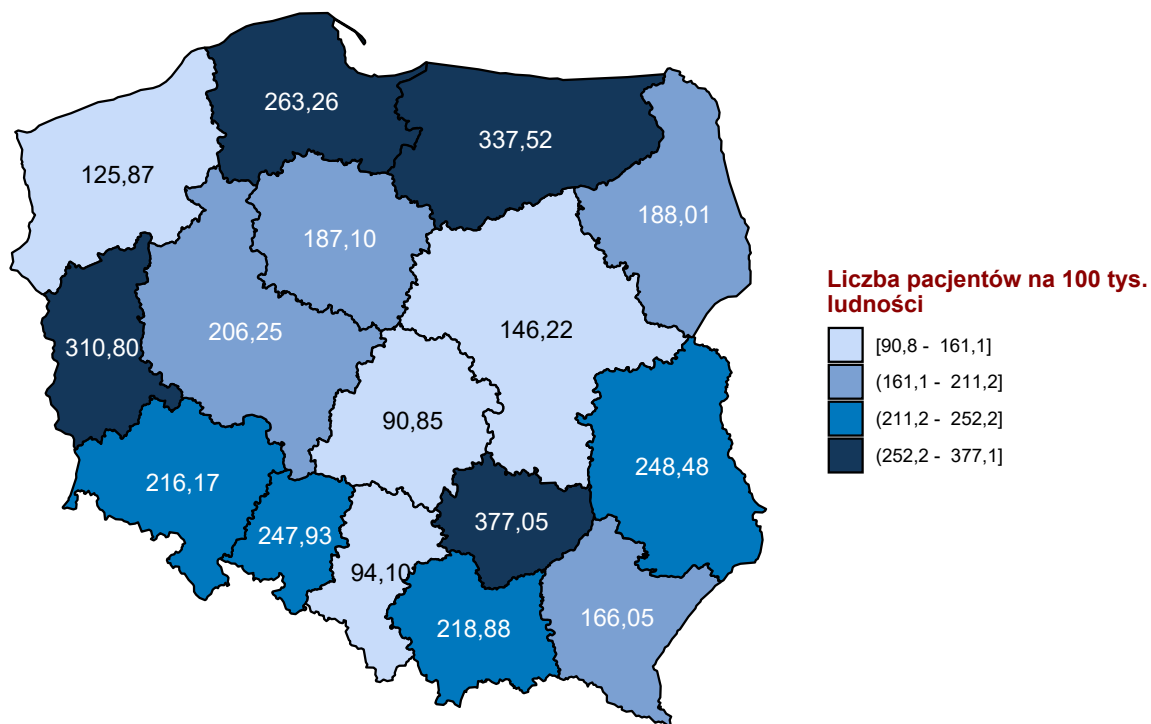 263,26
337,52
125,87
188,01
187,10
206,25
146,22
310,80
90,85
248,48
216,17
377,05
247,93
94,10
166,05
218,88
Liczba pacjentów na 100 tys.
ludności
[90,8 - 161,1]
(161,1 - 211,2]
(211,2 - 252,2]
(252,2 - 377,1]